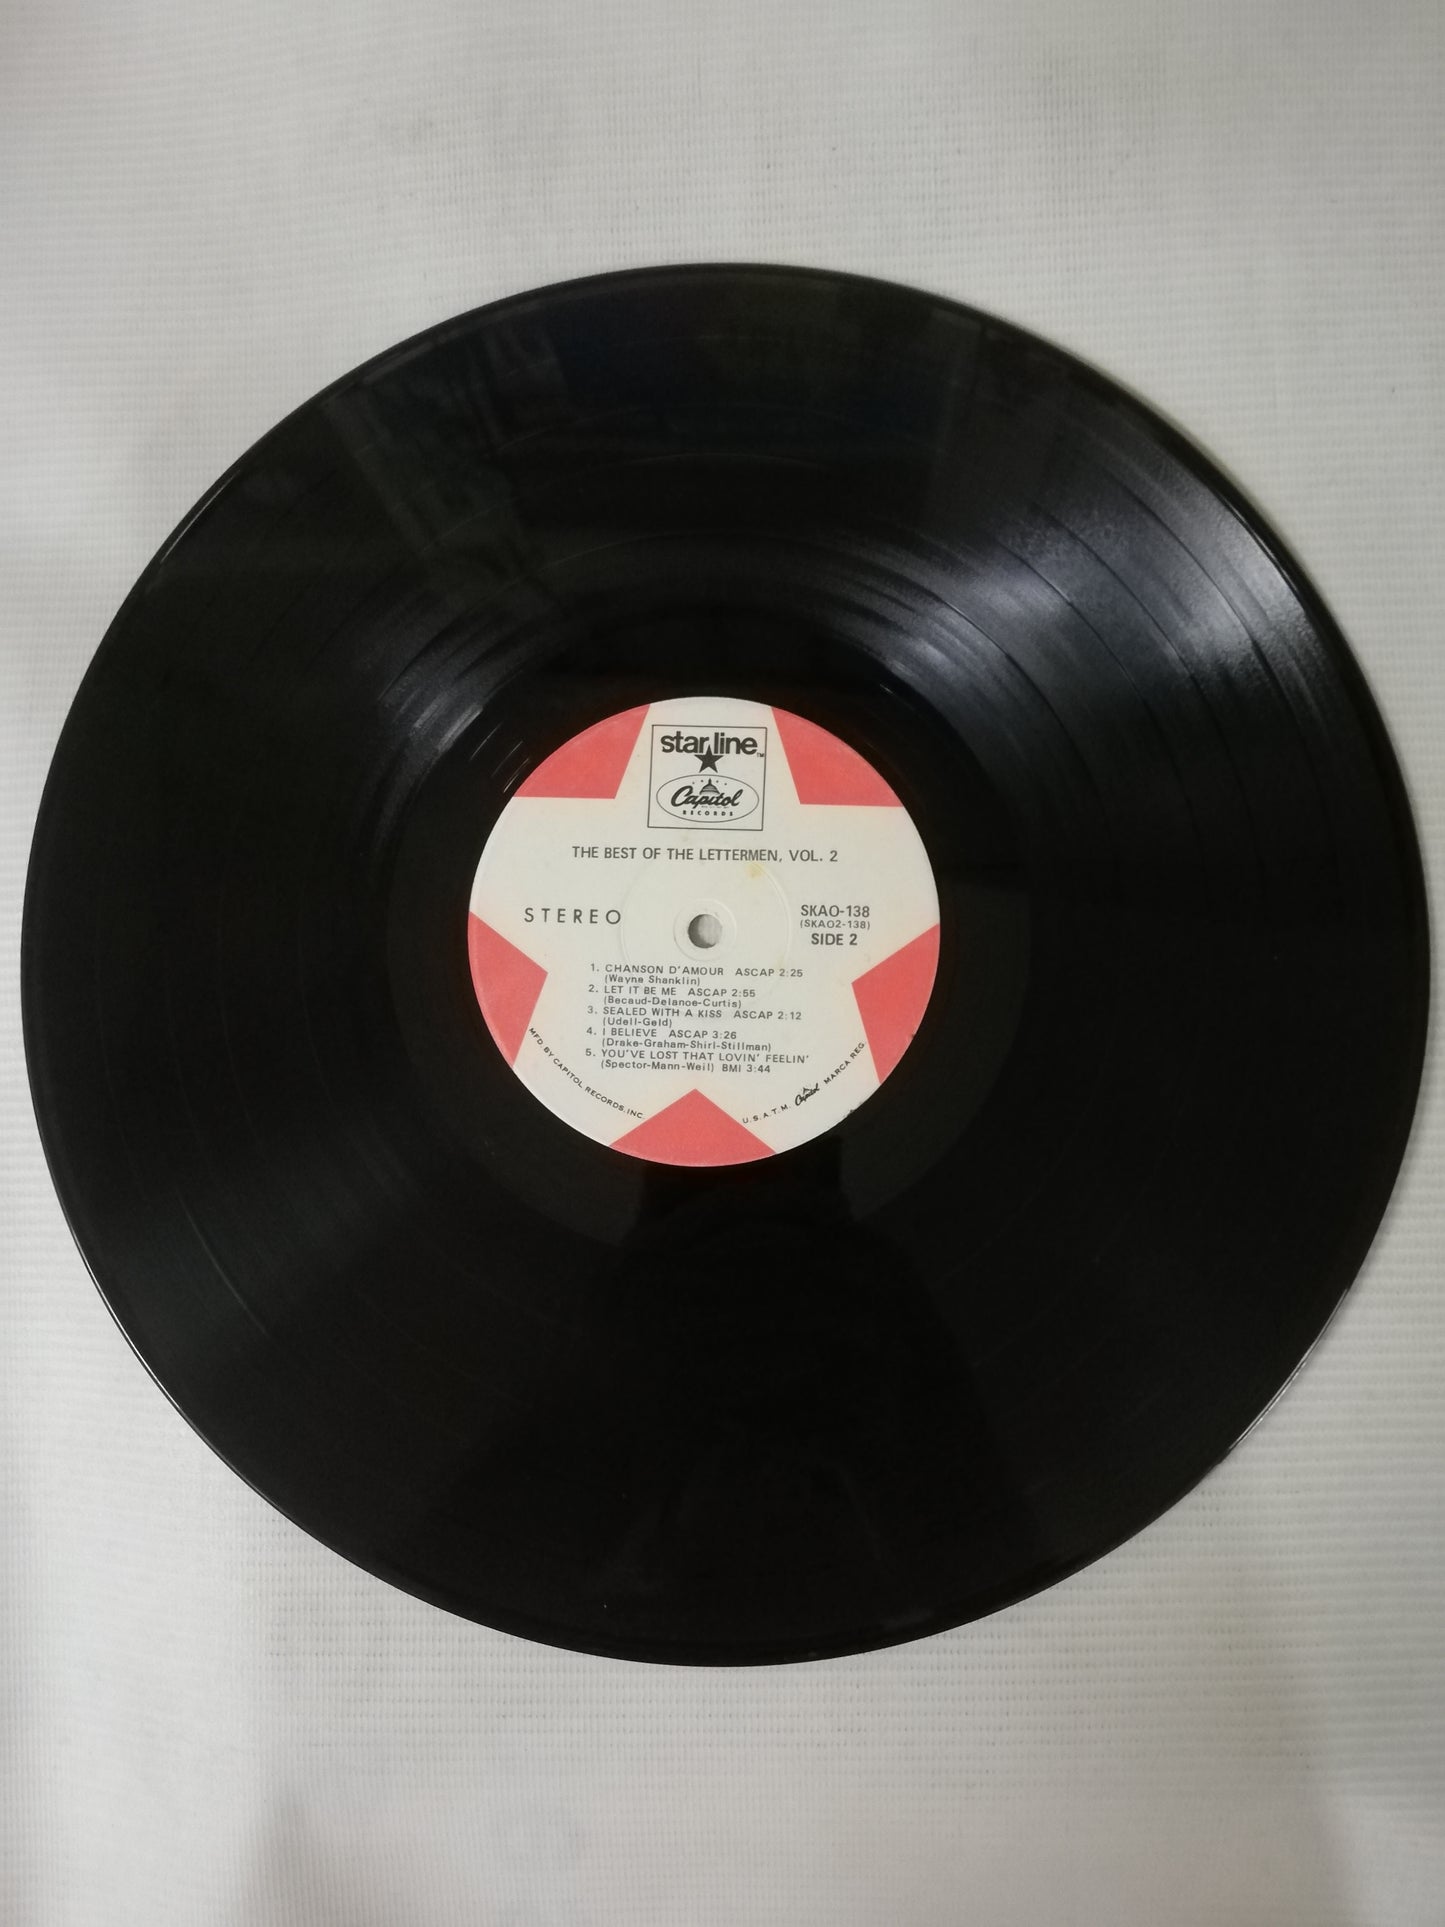 starline™
Capitol
RECORDS
THE BEST OF THE LETTERMEN, VOL. 2
STEREO
SKAO-138
(SKAO2-138)
SIDE 2
1. CHANSON D'AMOUR ASCAP 2:25
(Wayne Shanklin)
2. LET IT BE ME ASCAP 2:55
(Becaud-Delanoe-Curtis)
3. SEALED WITH A KISS ASCAP 2:12
(Udell-Geld)
4. I BELIEVE ASCAP 3:26
(Drake-Graham-Shirl-Stillman)
5. YOU'VE LOST THAT LOVIN' FEELIN'
(Spector-Mann-Weil) BMI 3:44
MFD. BY CAPITOL RECORDS, INC. U.S.A. T.M. Capitol MARCA REG.